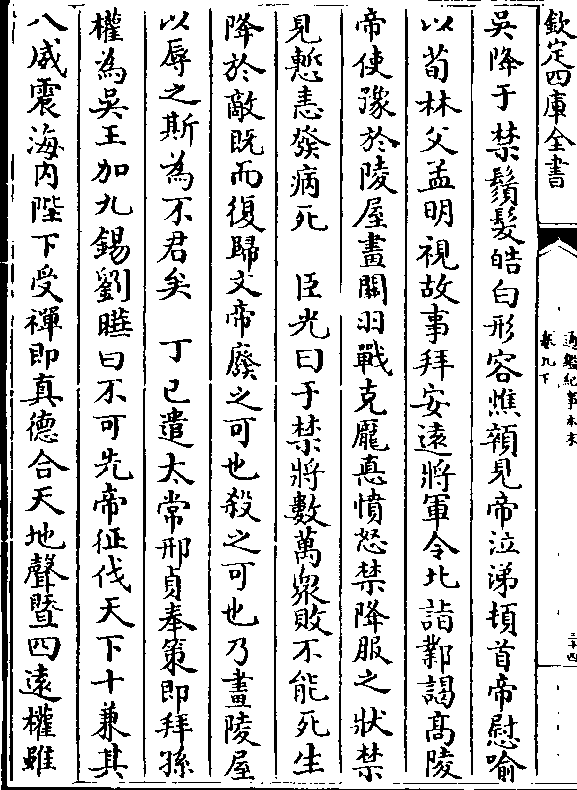 欽定四庫全書
通鑑紀事本末
卷九下
三十四
吳降于禁鬚髮皓白形容憔顇見帝泣涕頓首帝慰喻
以荀林父孟明視故事拜安遠將軍令北詣鄴謁髙陵
帝使豫於陵屋畫關羽戰克龎悳憤怒禁降服之狀禁
見慙恚發病死　臣光曰于禁將數萬衆敗不能死生
降於敵既而復歸文帝廢之可也殺之可也乃畫陵屋
以辱之斯為不君矣　丁巳遣太常邢貞奉策即拜孫
權為吳王加九錫劉曄曰不可先帝征伐天下十兼其
八威震海内陛下受禪即真德合天地聲暨四遠權雖